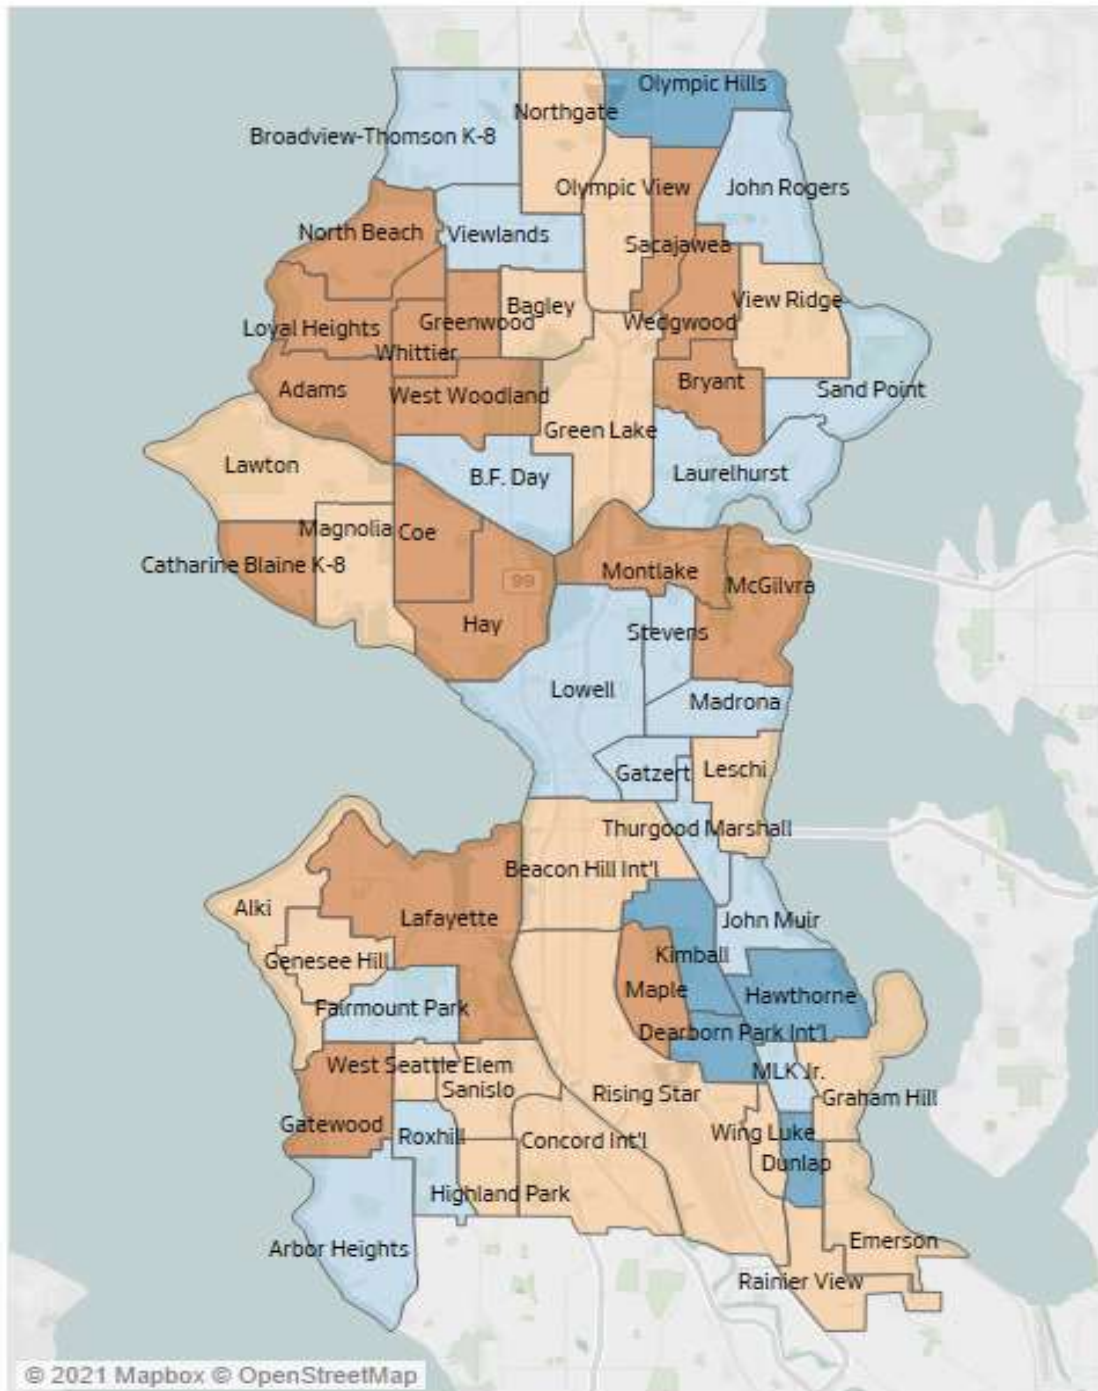 Olympic Hills
Northgate
Broadview-Thomson K-8
Olympic View
John Rogers
North Beach
Viewlands
Sacajawea
View Ridge
Bagley
Loyal Heights
Greenwood
Wedgwood
Whittier
Adams
West Woodland
Bryant
Sand Point
Green Lake
Lawton
B.F. Day
Laurelhurst
Magnolia
Coe
Catharine Blaine K-8
99
Montlake
McGilvra
Hay
Stevens
Lowell
Madrona
Gatzert
Leschi
Thurgood Marshall
Beacon Hill Int'l
Alki
Lafayette
John Muir
Genesee Hill
Kimball
Maple
Hawthorne
Fairmount Park
Dearborn Park Int'l
West Seattle Elem
MLK Jr.
Sanislo
Rising Star
Graham Hill
Gatewood
Roxhill
Concord Int'l
Wing Luke
Dunlap
Highland Park
Arbor Heights
Emerson
Rainier View
© 2021 Mapbox © OpenStreetMap